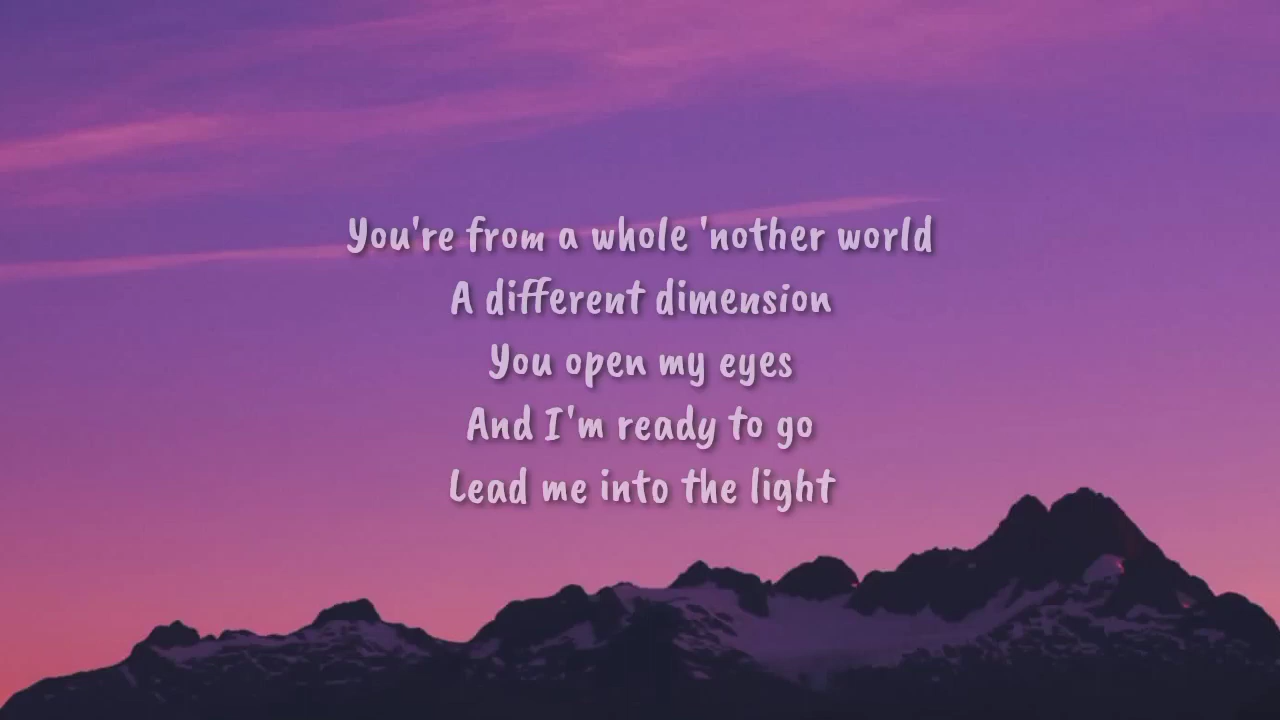 You're from a whole 'nother world
A different dimension
You open my eyes
And I'm ready to go
Lead me into the light